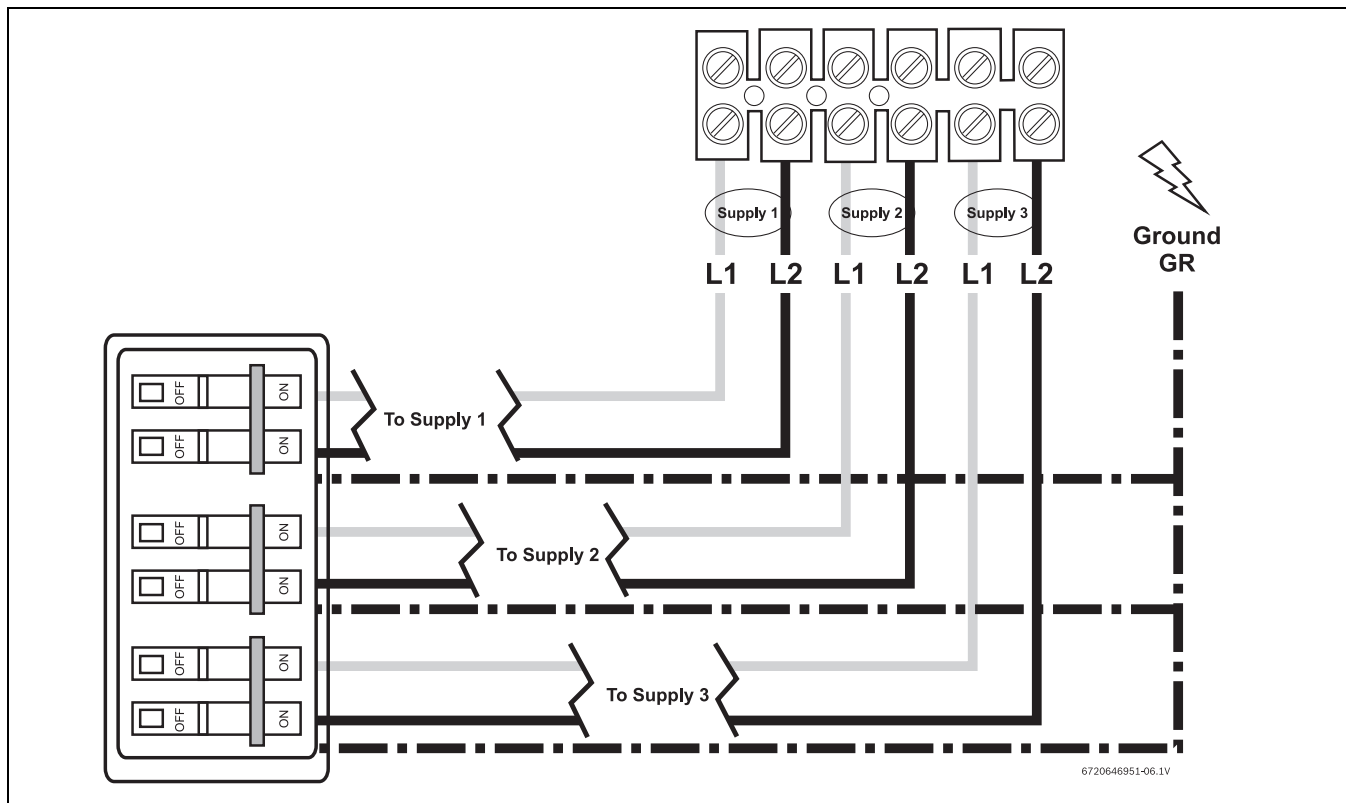 Supply 1
Supply 2
Supply 3
Ground
GR
L1 L2 L1 L2 L1 L2
OFF ON
To Supply 1
OFF ON
OFF ON
To Supply 2
OFF ON
OFF ON
To Supply 3
OFF ON
6720646951-06.1V